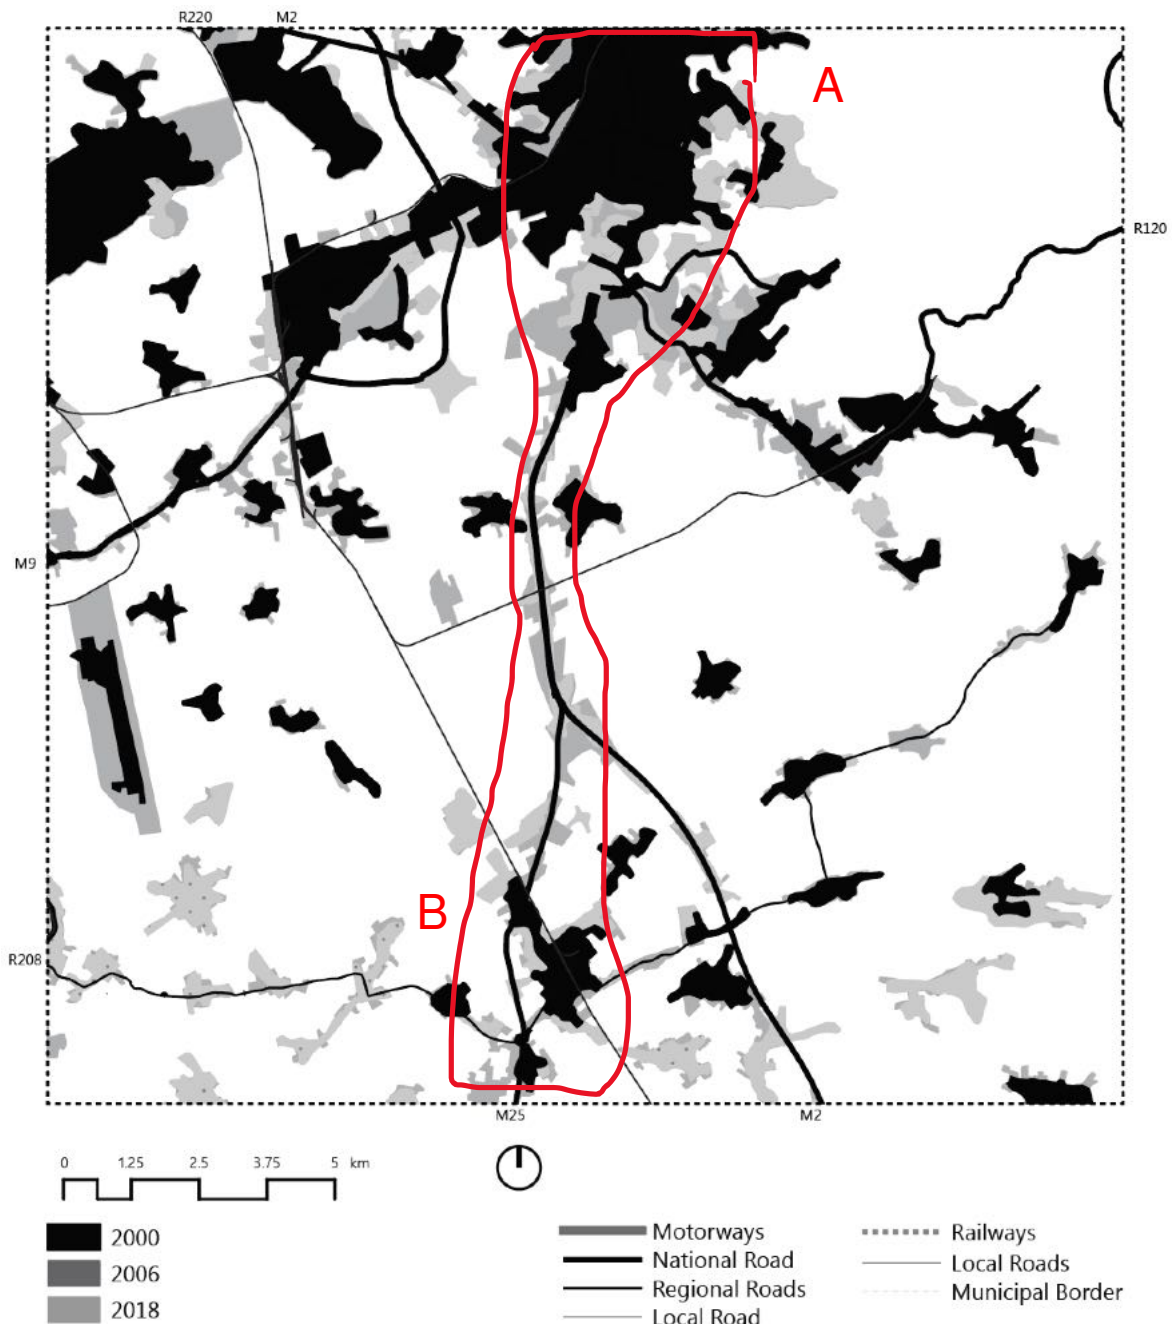 R220 M2
A
R120
M9
B
R208
M25 M2
0 1.25 2.5 3.75 5 km
2000
2006
2018
Motorways
National Road
Regional Roads
Local Road
Railways
Local Roads
Municipal Border